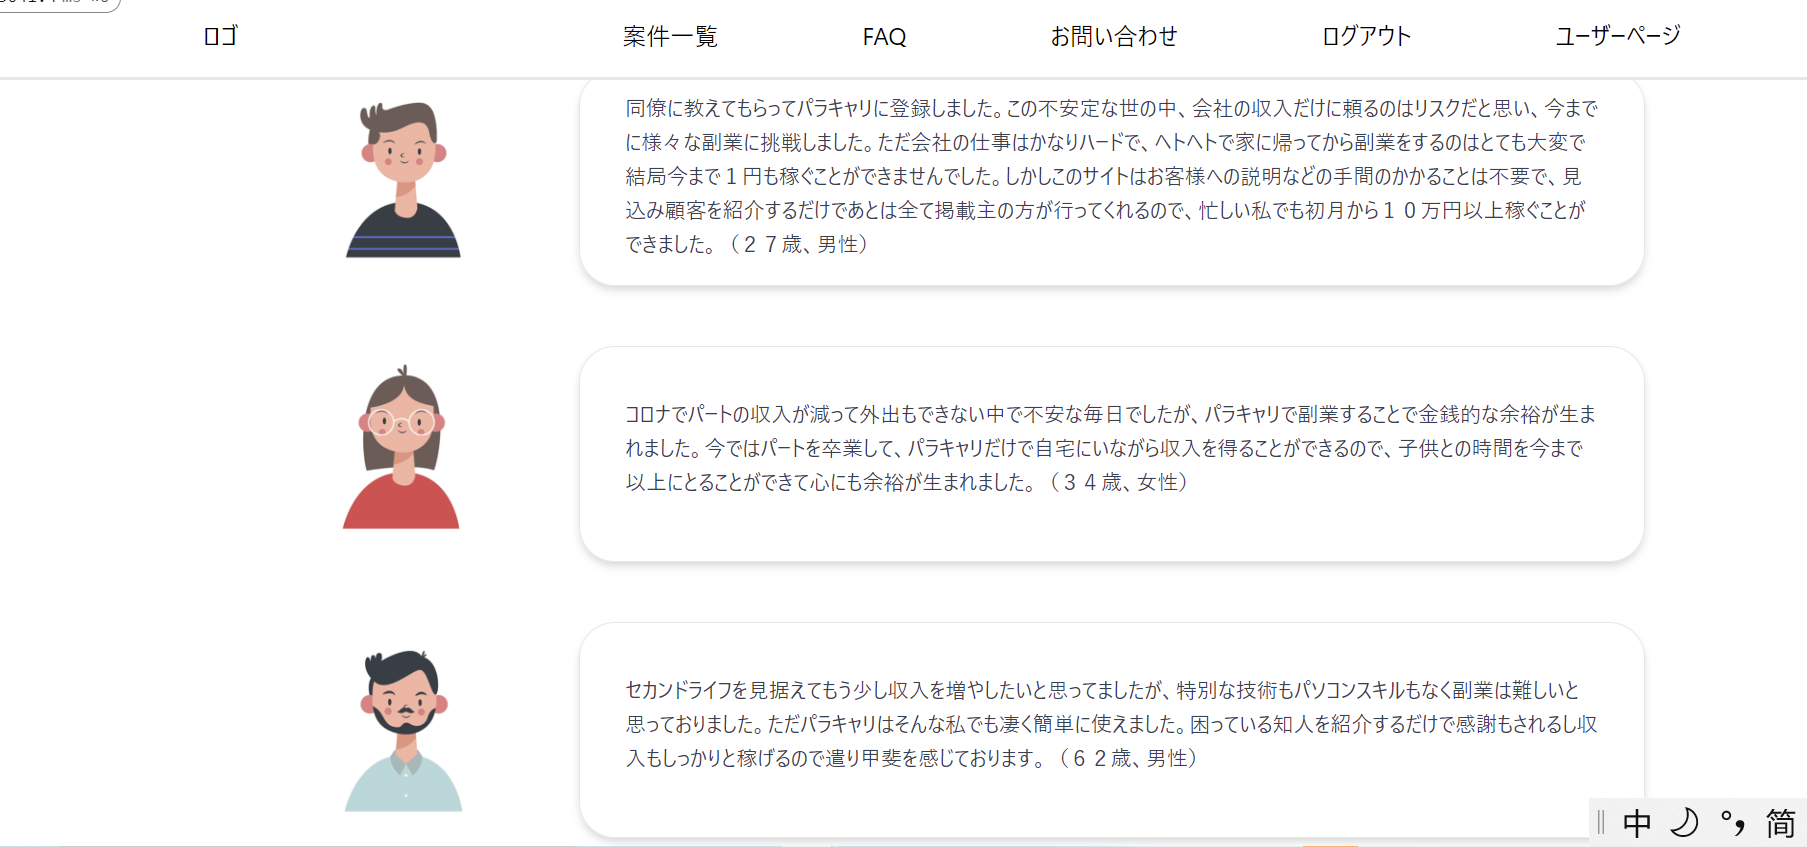 ロゴ
案件一覧
FAQ
お問い合わせ
ログアウト
ユーザーページ
同僚に教えてもらってパラキャリに登録しました。この不安定な世の中、会社の収入だけに頼るのはリスクだと思い、今まで
に様々な副業に挑戦しました。ただ会社の仕事はかなりハードで、ヘトヘトで家に帰ってから副業をするのはとても大変で
結局今まで１円も稼ぐことができませんでした。しかしこのサイトはお客様への説明などの手間のかかることは不要で、見
込み顧客を紹介するだけであとは全て掲載主の方が行ってくれるので、忙しい私でも初月から１０万円以上稼ぐことが
できました。（２７歳、男性）
コロナでパートの収入が減って外出もできない中で不安な毎日でしたが、パラキャリで副業することで金銭的な余裕が生ま
れました。今ではパートを卒業して、パラキャリだけで自宅にいながら収入を得ることができるので、子供との時間を今まで
以上にとることができて心にも余裕が生まれました。（３４歳、女性）
セカンドライフを見据えてもう少し収入を増やしたいと思ってましたが、特別な技術もパソコンスキルもなく副業は難しいと
思っておりました。ただパラキャリはそんな私でも凄く簡単に使えました。困っている知人を紹介するだけで感謝もされるし収
入もしっかりと稼げるので遣り甲斐を感じております。（６２歳、男性）
中 °, 简